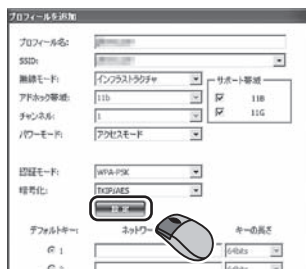 プロフィールを追加
プロフィール名:
SSID:
無線モード: インフラストラクチャ
サポート帯域
アドホック帯域: 11b
11B
チャンネル: 1
11G
パワーモード: アクセスモード
認証モード: WPA-PSK
暗号化: TKIP/AES
設定
デフォルトキー: ネットワー キーの長さ
1 64bits